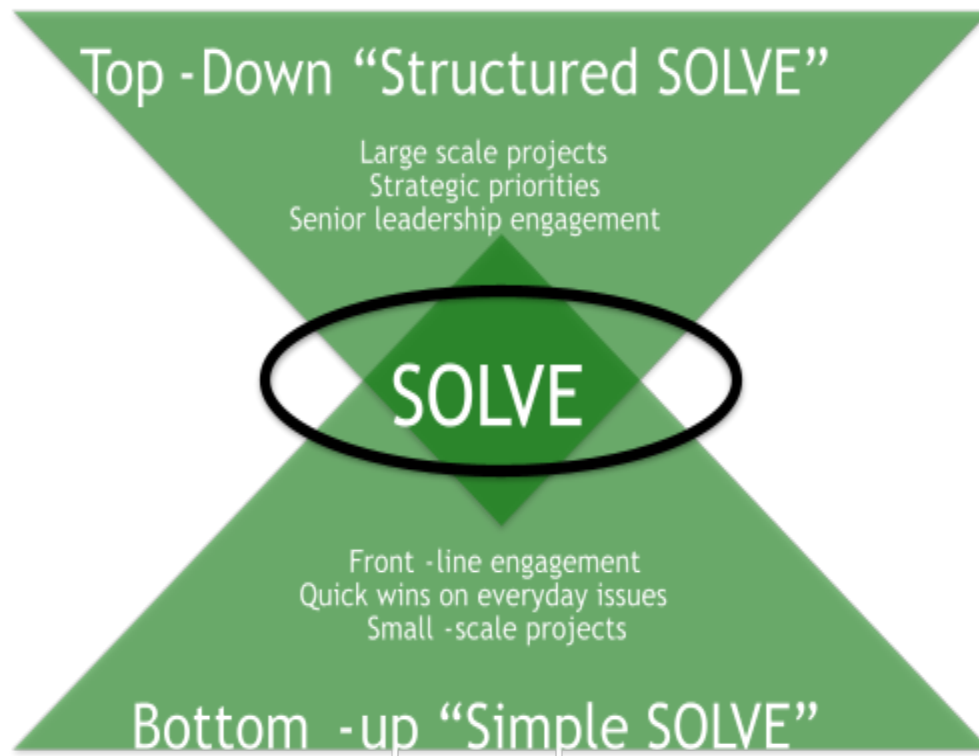 Top -Down “Structured SOLVE”
Large scale projects
Strategic priorities
Senior leadership engagement
SOLVE
Front -line engagement
Quick wins on everyday issues
Small -scale projects
Bottom -up “Simple SOLVE”